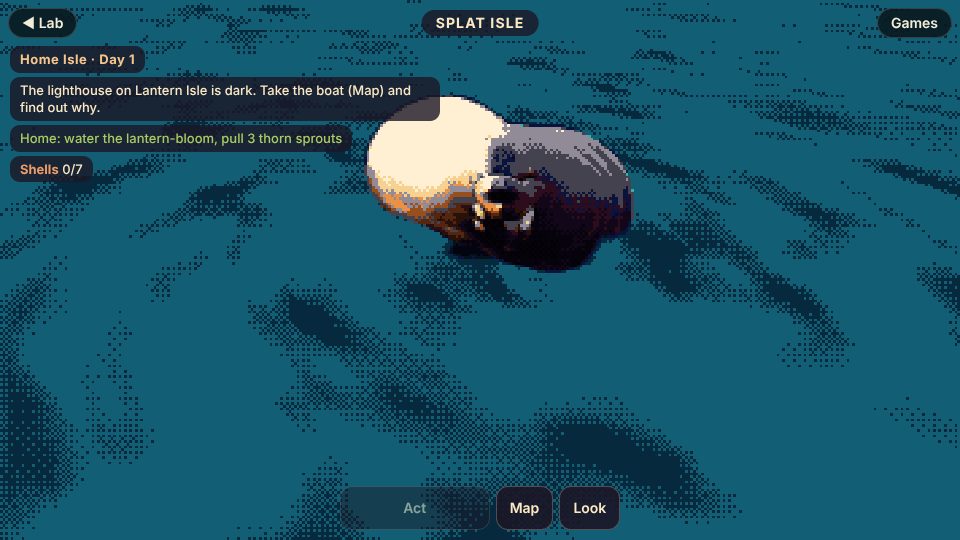 ◀ Lab
SPLAT ISLE
Games
Home Isle · Day 1
The lighthouse on Lantern Isle is dark. Take the boat (Map) and
find out why.
Home: water the lantern-bloom, pull 3 thorn sprouts
Shells 0/7
Act
Map
Look